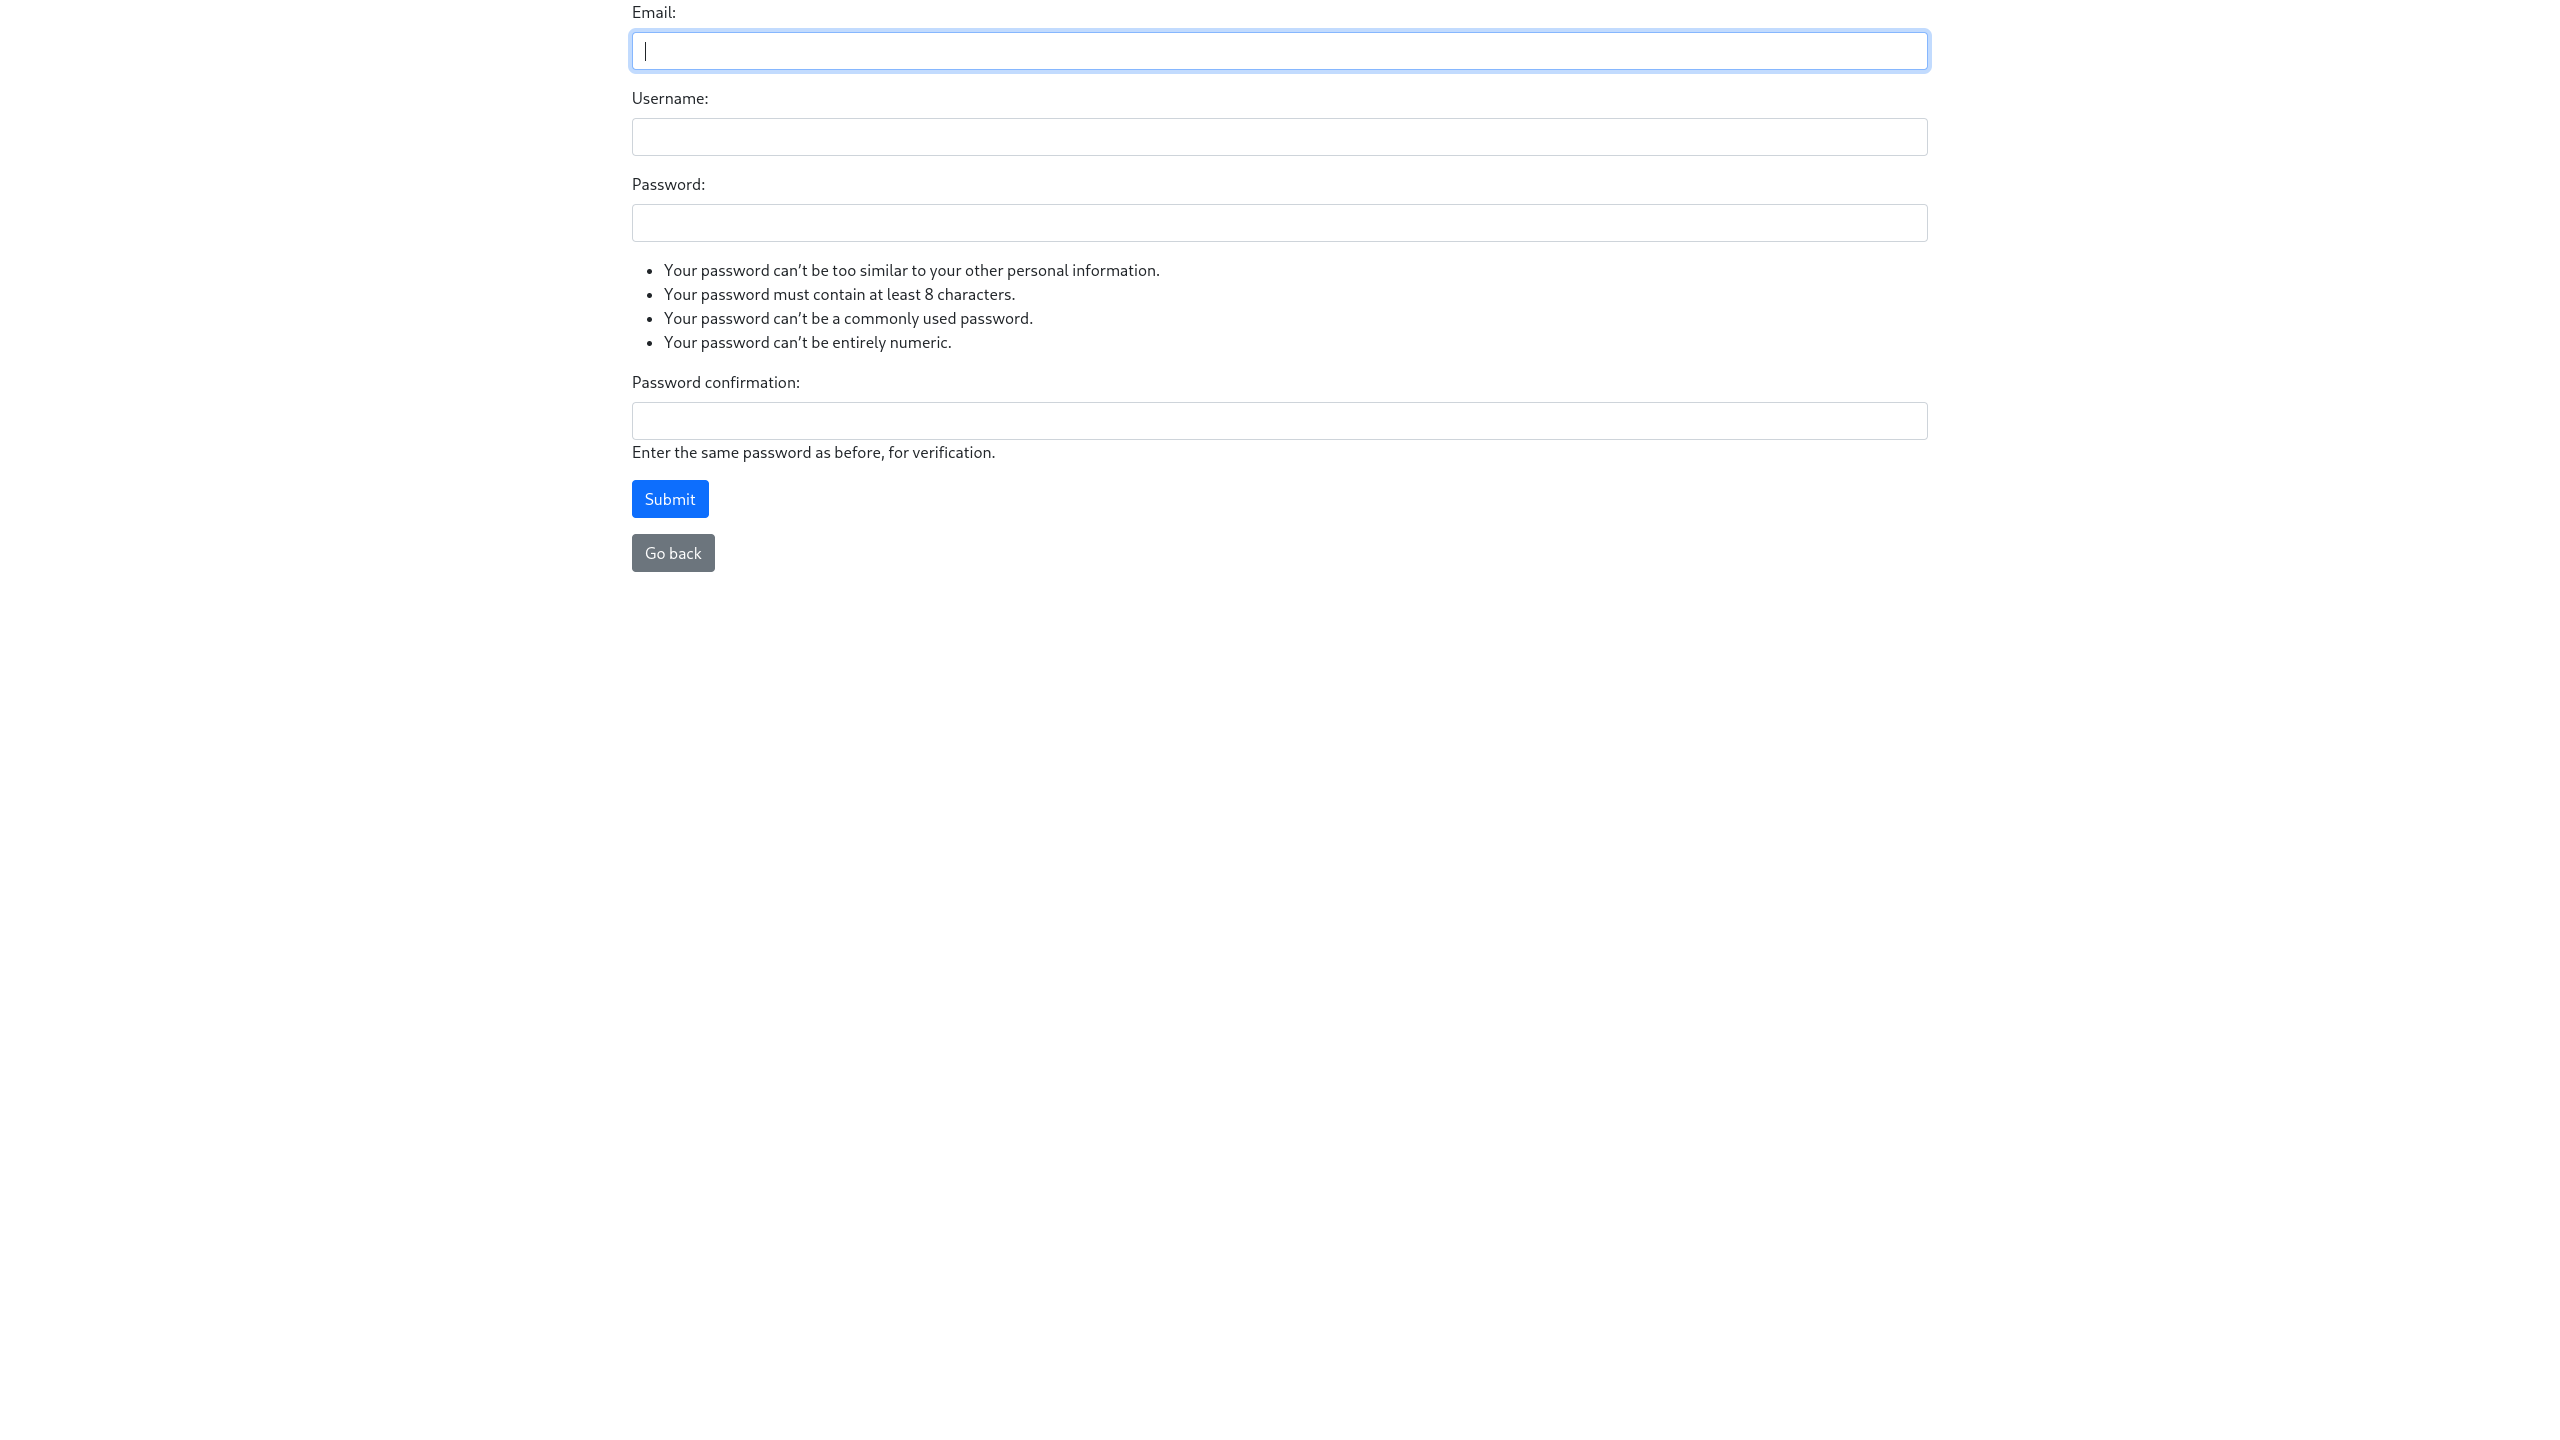 Email:
Username:
Password:
Your password can’t be too similar to your other personal information.
Your password must contain at least 8 characters.
Your password can’t be a commonly used password.
Your password can’t be entirely numeric.
Password confirmation:
Enter the same password as before, for verification.
Submit
Go back